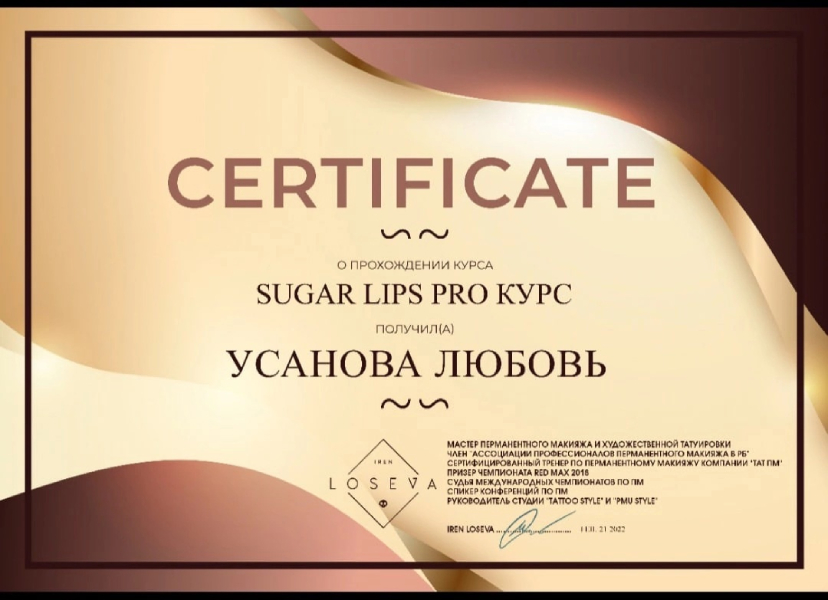 CERTIFICATE
О ПРОХОЖДЕНИИ КУРСА
SUGAR LIPS PRO КУРС
ПОЛУЧИЛ(А)
УСАНОВА ЛЮБОВЬ
IREN
LOSEVA
МАСТЕР ПЕРМАНЕНТНОГО МАКИЯЖА И ХУДОЖЕСТВЕННОЙ ТАТУИРОВКИ
ЧЛЕН "АССОЦИАЦИИ ПРОФЕССИОНАЛОВ ПЕРМАНЕНТНОГО МАКИЯЖА В РБ"
СЕРТИФИЦИРОВАННЫЙ ТРЕНЕР ПО ПЕРМАНЕНТНОМУ МАКИЯЖУ КОМПАНИИ "ТАТ ПМ"
ПРИЗЕР ЧЕМПИОНАТА RED MAX 2018
СУДЬЯ МЕЖДУНАРОДНЫХ ЧЕМПИОНАТОВ ПО ПМ
СПИКЕР КОНФЕРЕНЦИЙ ПО ПМ
РУКОВОДИТЕЛЬ СТУДИИ "TATTOO STYLE" И "PMU STYLE"
IREN LOSEVA 21 2022